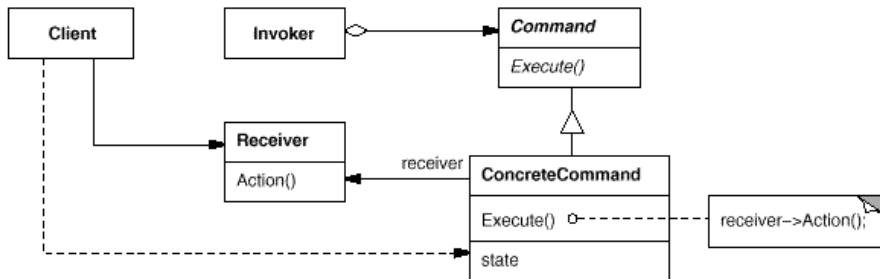 Client
Invoker
Command
Execute()
Receiver
Action()
receiver
ConcreteCommand
Execute()
receiver->Action();
state